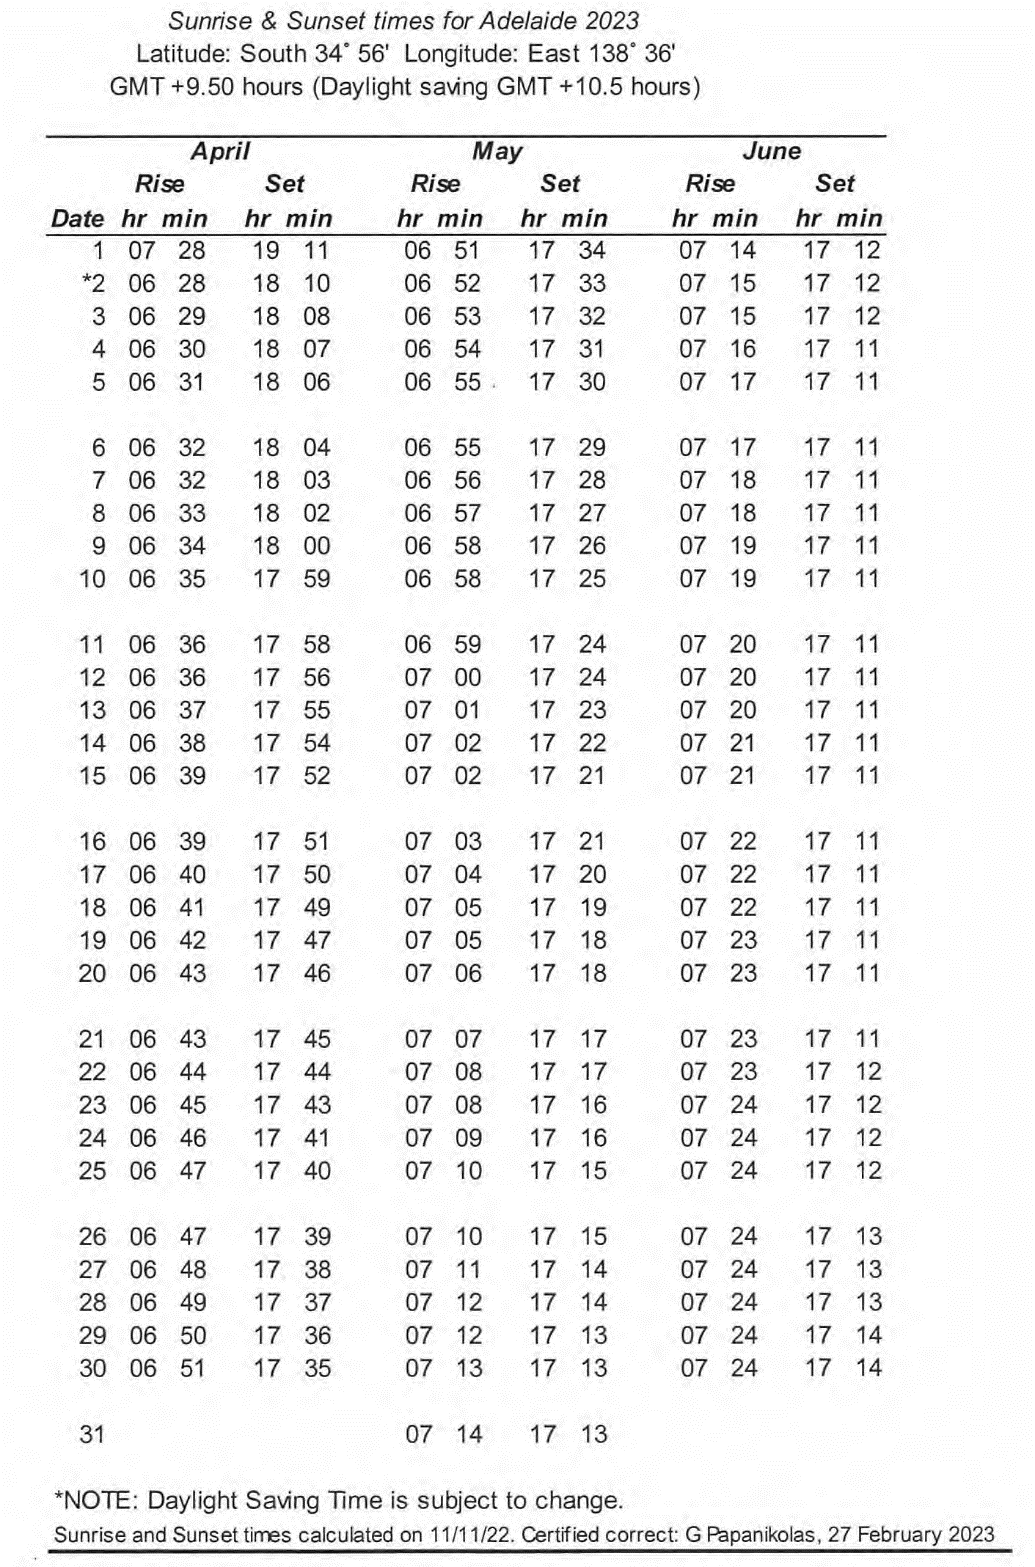 Sunrise & Sunset times for Adelaide 2023
Latitude: South 34° 56' Longitude: East 138° 36'
GMT +9.50 hours (Daylight saving GMT +10.5 hours)
April May June
Rise Set Rise Set Rise Set
Date hr min hr min hr min hr min hr min hr min
1 07 28 19 11 06 51 17 34 07 14 17 12
*2 06 28 18 10 06 52 17 33 07 15 17 12
3 06 29 18 08 06 53 17 32 07 15 17 12
4 06 30 18 07 06 54 17 31 07 16 17 11
5 06 31 18 06 06 55 17 30 07 17 17 11
6 06 32 18 04 06 55 17 29 07 17 17 11
7 06 32 18 03 06 56 17 28 07 18 17 11
8 06 33 18 02 06 57 17 27 07 18 17 11
9 06 34 18 00 06 58 17 26 07 19 17 11
10 06 35 17 59 06 58 17 25 07 19 17 11
11 06 36 17 58 06 59 17 24 07 20 17 11
12 06 36 17 56 07 00 17 24 07 20 17 11
13 06 37 17 55 07 01 17 23 07 20 17 11
14 06 38 17 54 07 02 17 22 07 21 17 11
15 06 39 17 52 07 02 17 21 07 21 17 11
16 06 39 17 51 07 03 17 21 07 22 17 11
17 06 40 17 50 07 04 17 20 07 22 17 11
18 06 41 17 49 07 05 17 19 07 22 17 11
19 06 42 17 47 07 05 17 18 07 23 17 11
20 06 43 17 46 07 06 17 18 07 23 17 11
21 06 43 17 45 07 07 17 17 07 23 17 11
22 06 44 17 44 07 08 17 17 07 23 17 12
23 06 45 17 43 07 08 17 16 07 24 17 12
24 06 46 17 41 07 09 17 16 07 24 17 12
25 06 47 17 40 07 10 17 15 07 24 17 12
26 06 47 17 39 07 10 17 15 07 24 17 13
27 06 48 17 38 07 11 17 14 07 24 17 13
28 06 49 17 37 07 12 17 14 07 24 17 13
29 06 50 17 36 07 12 17 13 07 24 17 14
30 06 51 17 35 07 13 17 13 07 24 17 14
31 07 14 17 13
*NOTE: Daylight Saving Time is subject to change.
Sunrise and Sunset times calculated on 11/11/22. Certified correct: G Papanikolas, 27 February 2023